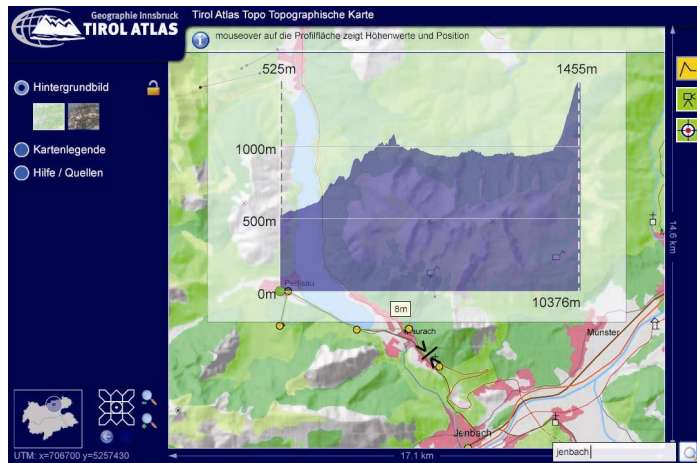 Geographie Innsbruck
TIROL ATLAS
Tirol Atlas Topo Topographische Karte
mouseover auf die Profilfläche zeigt Höhenwerte und Position
.525m
1455m
Hintergrundbild
Kartenlegende
Hilfe / Quellen
1000m
500m
0m
10376m
14.6 km
Pertisau
8m
Maurach
Münster
Jenbach
jenbach
17.1 km
UTM: x=706700 y=5257430